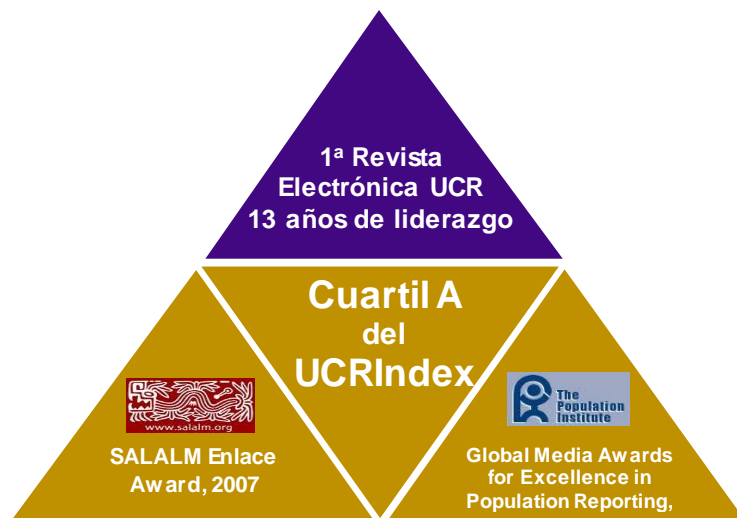 1ª Revista
Electrónica UCR
13 años de liderazgo
Cuartil A
del
UCRIndex
www.salalm.org
SALALM Enlace
Award, 2007
The
Population
Institute
Global Media Awards
for Excellence in
Population Reporting,